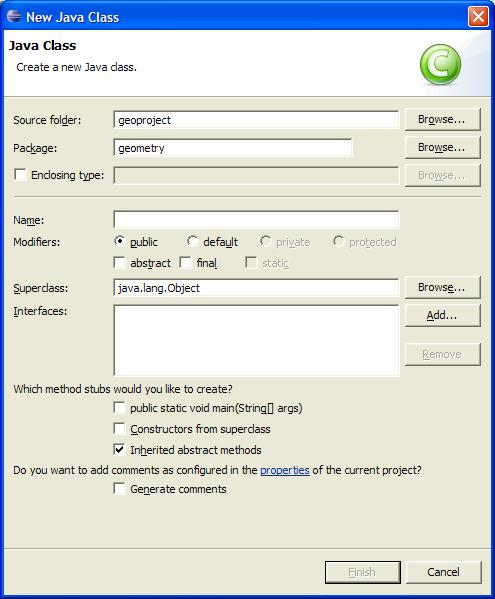 New Java Class
Java Class
Create a new Java class.
C
Source folder: geoproject Browse...
Package: geometry Browse...
Enclosing type: Browse...
Name:
Modifiers: public default private protected
abstract final static
Superclass: java.lang.Object Browse...
Interfaces: Add...
Remove
Which method stubs would you like to create?
public static void main(String[] args)
Constructors from superclass
Inherited abstract methods
Do you want to add comments as configured in the properties of the current project?
Generate comments
Finish Cancel